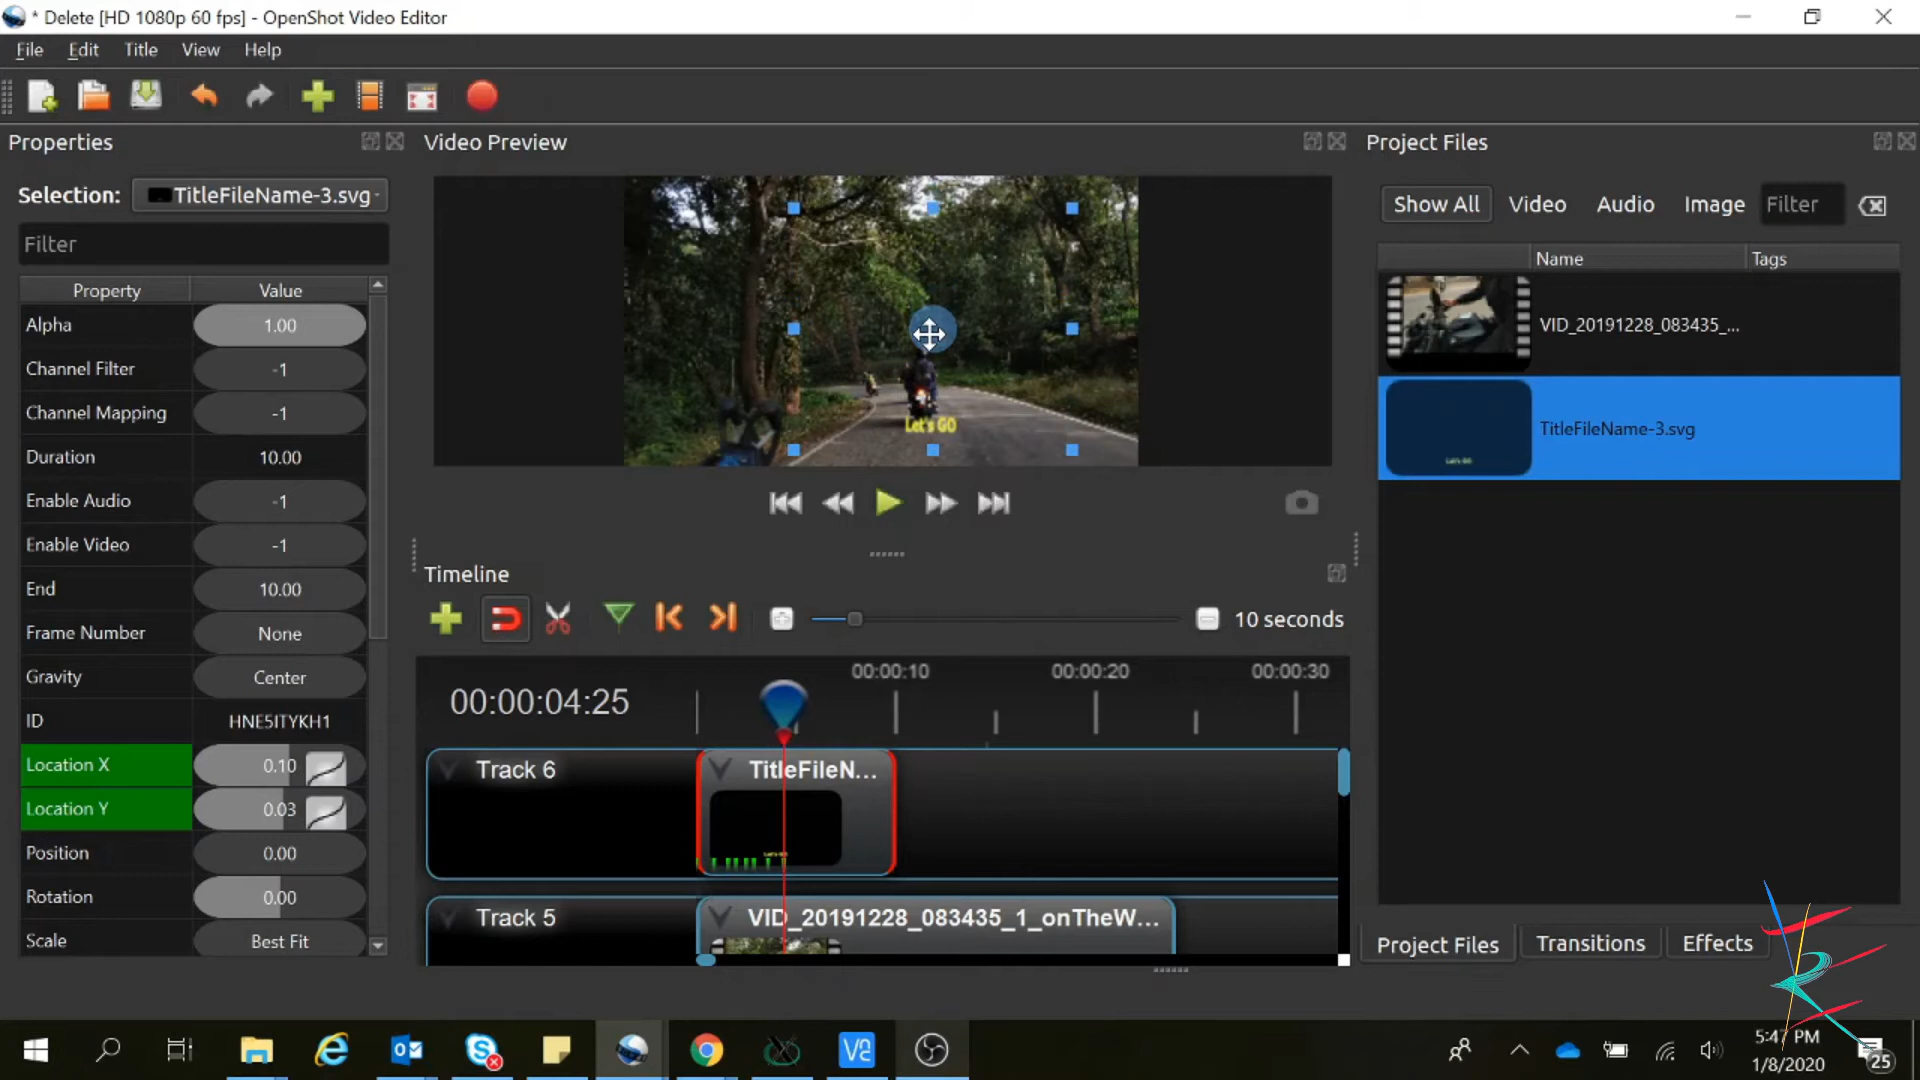 * Delete [HD 1080p 60 fps] - OpenShot Video Editor
File Edit Title View Help
Properties
Video Preview
Project Files
Selection: TitleFileName-3.svg
Show All Video Audio Image Filter
Filter
Name Tags
Property Value
Alpha 1.00
VID_20191228_083435_...
Channel Filter -1
Channel Mapping -1
Let's GO
TitleFileName-3.svg
Let's GO
Duration 10.00
Enable Audio -1
Enable Video -1
End 10.00
Timeline
10 seconds
Frame Number None
Gravity Center
00:00:10 00:00:20 00:00:30
00:00:04:25
ID HNE5ITYKH1
Location X 0.10
Track 6 TitleFileN...
Location Y 0.03
Position 0.00
Rotation 0.00
Track 5 VID_20191228_083435_1_onTheW...
Scale Best Fit
Project Files Transitions Effects
5:47 PM
1/8/2020
25